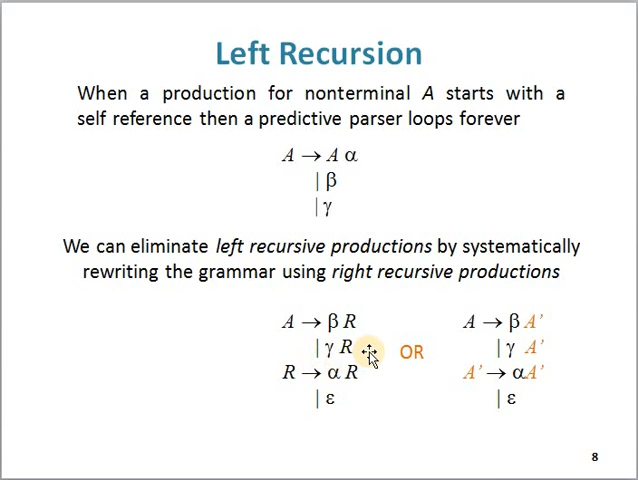 Left Recursion
When a production for nonterminal A starts with a
self reference then a predictive parser loops forever
A → A α
| β
| γ
We can eliminate left recursive productions by systematically
rewriting the grammar using right recursive productions
A → β R
| γ R
R → α R
| ε
OR
A → β A’
| γ A’
A’ → αA’
| ε
8